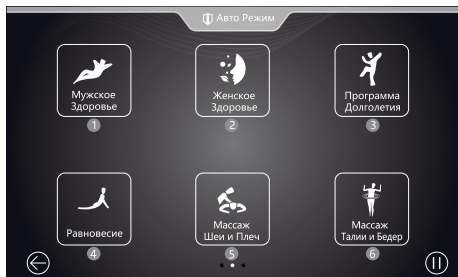 Авто Режим
Мужское
Здоровье
1
Женское
Здоровье
2
Программа
Долголетия
3
Равновесие
4
Массаж
Шеи и Плеч
5
Массаж
Талии и Бедер
6